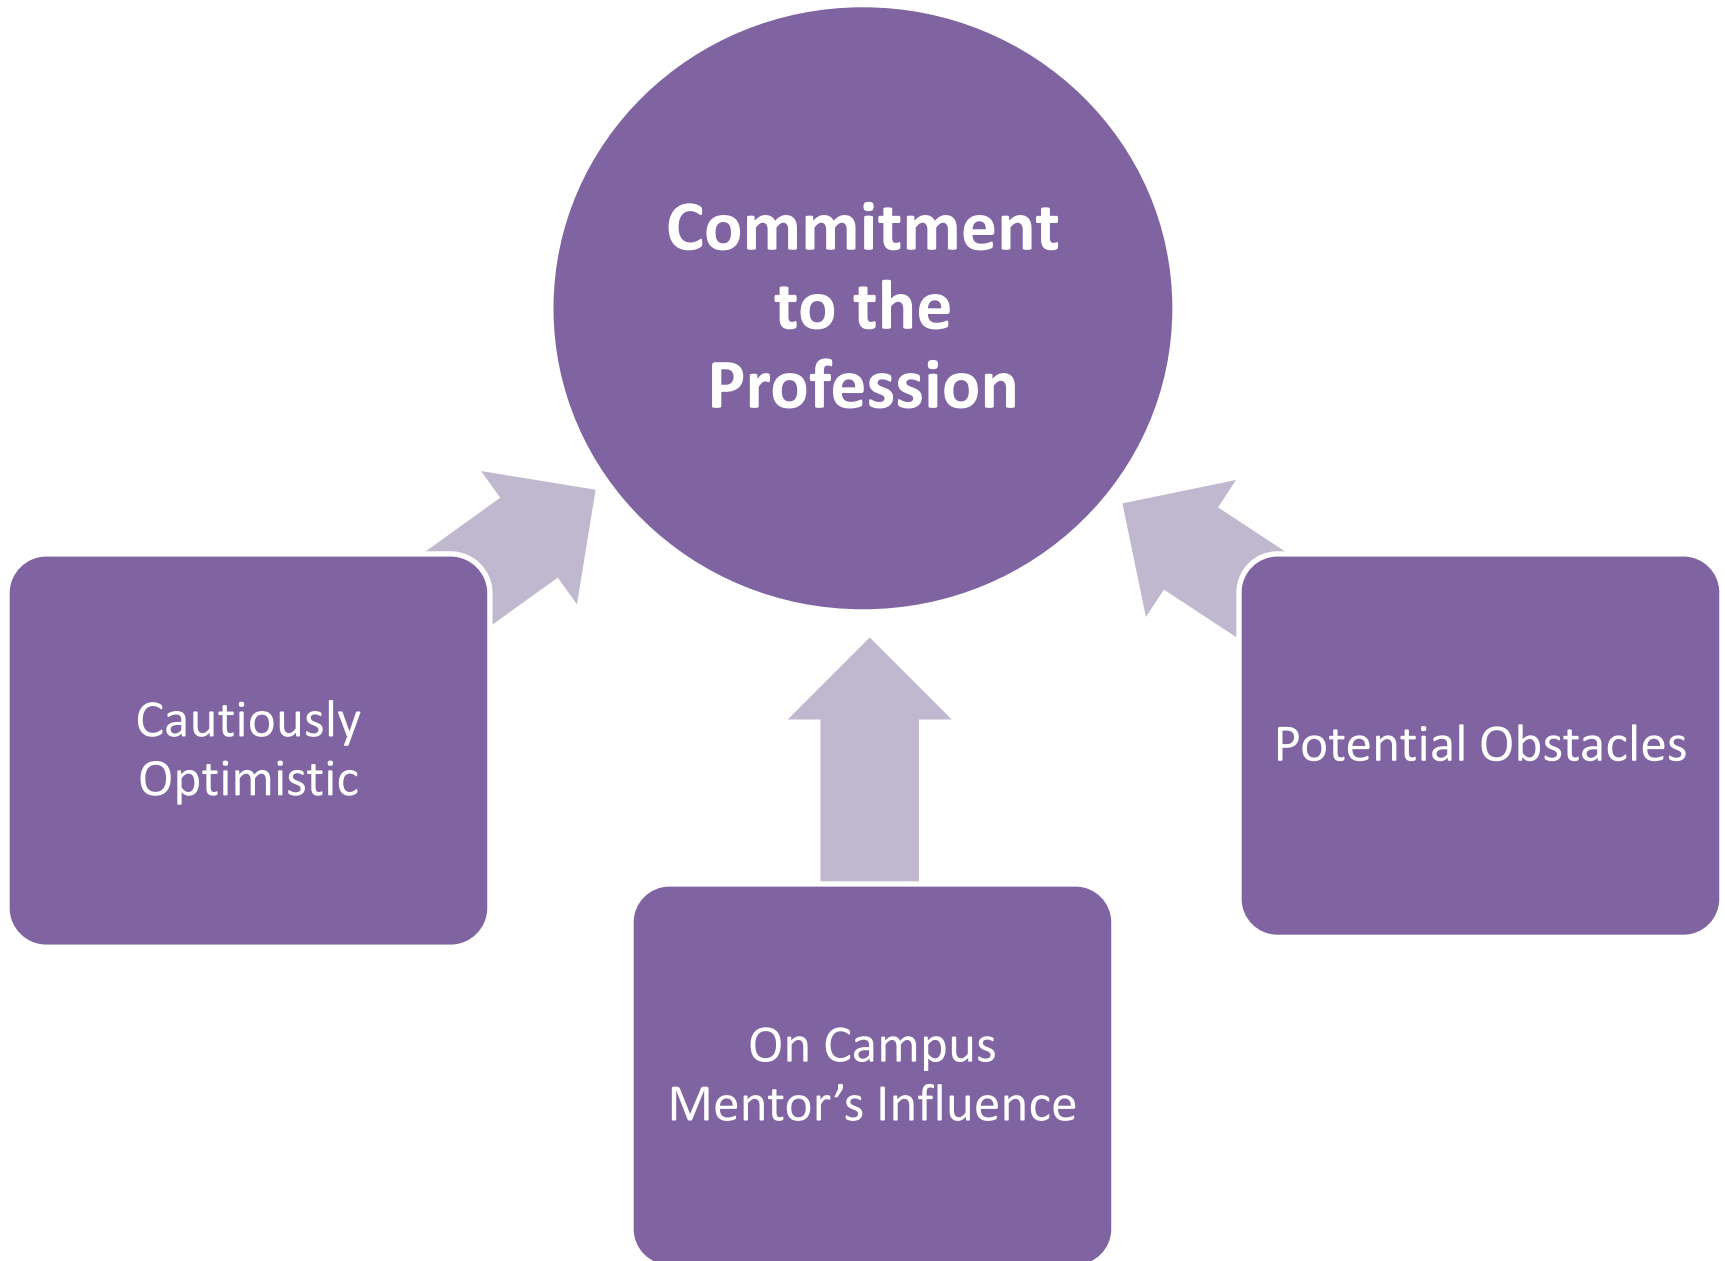 Commitment
to the
Profession
Cautiously
Optimistic
Potential Obstacles
On Campus
Mentor’s Influence